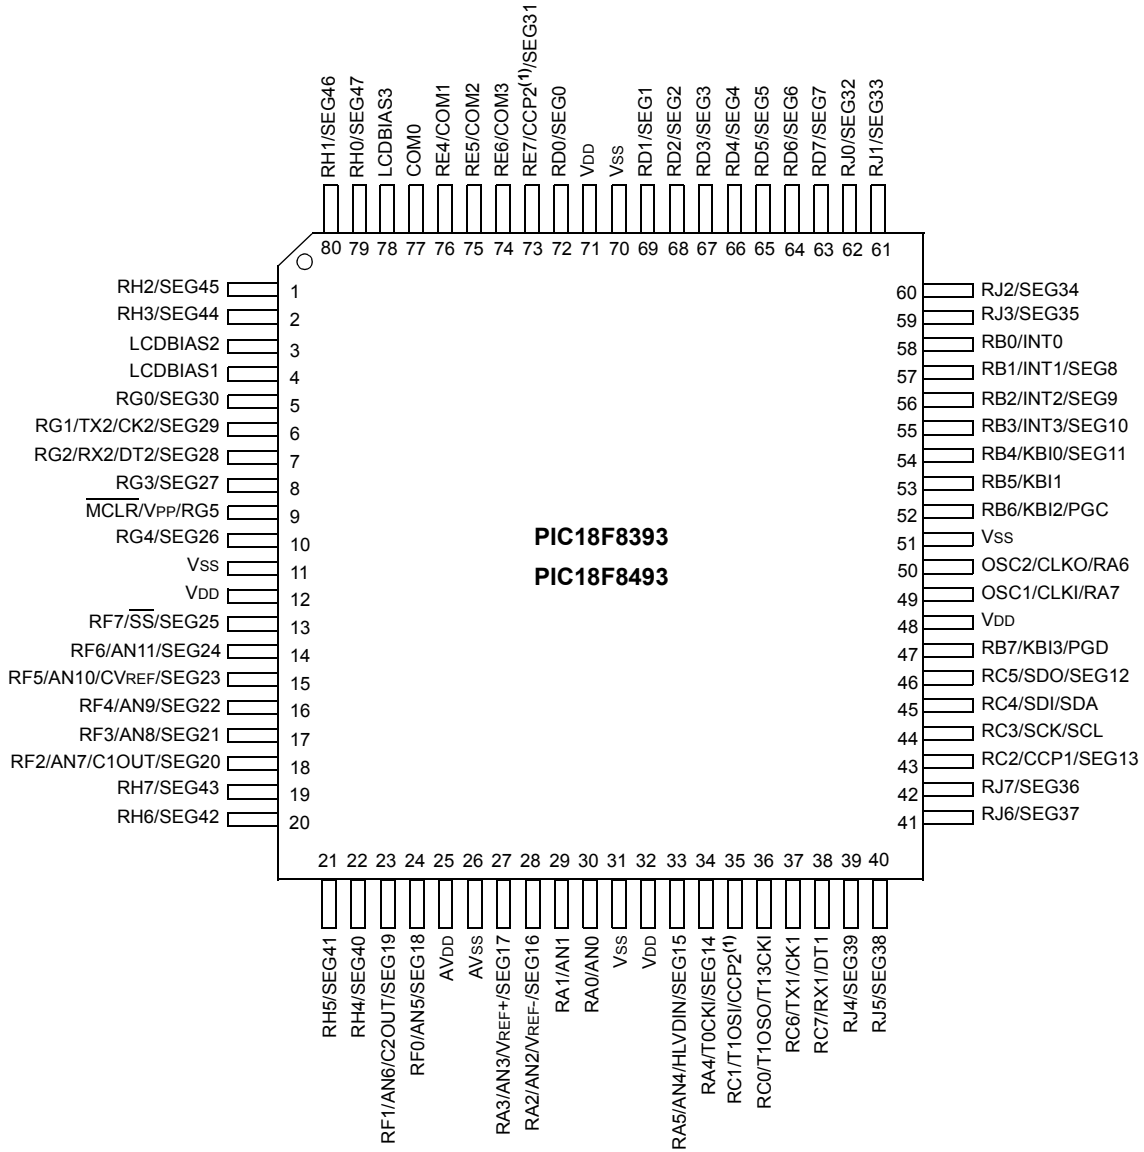 RH1/SEG46
RH0/SEG47
LCDBIAS3
COM0
RE4/COM1
RE5/COM2
RE6/COM3
RE7/CCP2(1)/SEG31
RD0/SEG0
VDD
VSS
RD1/SEG1
RD2/SEG2
RD3/SEG3
RD4/SEG4
RD5/SEG5
RD6/SEG6
RD7/SEG7
RJ0/SEG32
RJ1/SEG33
80 79 78 77 76 75 74 73 72 71 70 69 68 67 66 65 64 63 62 61
RH2/SEG45 1
RH3/SEG44 2
LCDBIAS2 3
LCDBIAS1 4
RG0/SEG30 5
RG1/TX2/CK2/SEG29 6
RG2/RX2/DT2/SEG28 7
RG3/SEG27 8
MCLR/VPP/RG5 9
RG4/SEG26 10
VSS 11
VDD 12
RF7/SS/SEG25 13
RF6/AN11/SEG24 14
RF5/AN10/CVREF/SEG23 15
RF4/AN9/SEG22 16
RF3/AN8/SEG21 17
RF2/AN7/C1OUT/SEG20 18
RH7/SEG43 19
RH6/SEG42 20
PIC18F8393
PIC18F8493
60 RJ2/SEG34
59 RJ3/SEG35
58 RB0/INT0
57 RB1/INT1/SEG8
56 RB2/INT2/SEG9
55 RB3/INT3/SEG10
54 RB4/KBI0/SEG11
53 RB5/KBI1
52 RB6/KBI2/PGC
51 VSS
50 OSC2/CLKO/RA6
49 OSC1/CLKI/RA7
48 VDD
47 RB7/KBI3/PGD
46 RC5/SDO/SEG12
45 RC4/SDI/SDA
44 RC3/SCK/SCL
43 RC2/CCP1/SEG13
42 RJ7/SEG36
41 RJ6/SEG37
21 22 23 24 25 26 27 28 29 30 31 32 33 34 35 36 37 38 39 40
RH5/SEG41
RH4/SEG40
RF1/AN6/C2OUT/SEG19
RF0/AN5/SEG18
AVDD
AVSS
RA3/AN3/VREF+/SEG17
RA2/AN2/VREF-/SEG16
RA1/AN1
RA0/AN0
VSS
VDD
RA5/AN4/HLVDIN/SEG15
RA4/T0CKI/SEG14
RC1/T1OSI/CCP2(1)
RC0/T1OSO/T13CKI
RC6/TX1/CK1
RC7/RX1/DT1
RJ4/SEG39
RJ5/SEG38